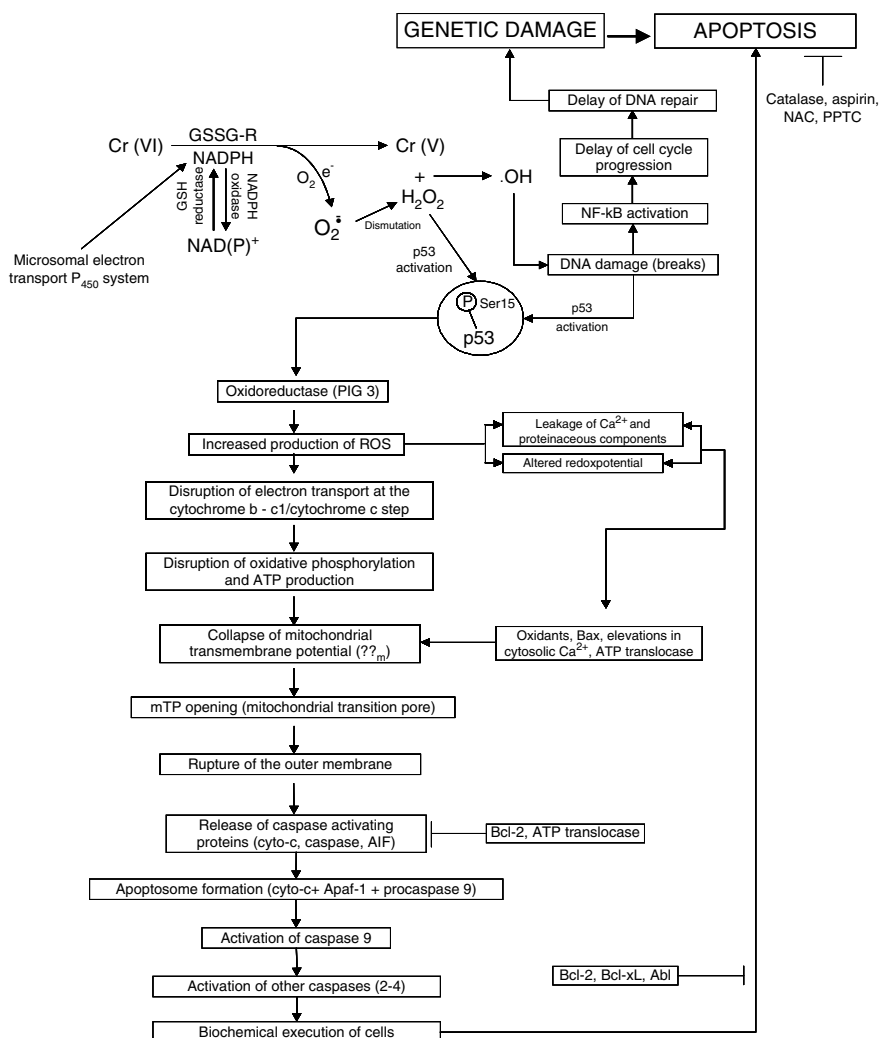 GENETIC DAMAGE
APOPTOSIS
Catalase, aspirin,
NAC, PPTC
Delay of DNA repair
Delay of cell cycle
progression
NF-kB activation
DNA damage (breaks)
Cr (VI)
GSSG-R
NADPH
Cr (V)
O2 e-
+
H2O2
.OH
GSH
reductase
NADPH
oxidase
NAD(P)+
O2•-
Dismutation
Microsomal electron
transport P450 system
p53
activation
p53
activation
P Ser15
p53
Oxidoreductase (PIG 3)
Increased production of ROS
Leakage of Ca2+ and
proteinaceous components
Altered redoxpotential
Disruption of electron transport at the
cytochrome b - c1/cytochrome c step
Disruption of oxidative phosphorylation
and ATP production
Collapse of mitochondrial
transmembrane potential (??m)
Oxidants, Bax, elevations in
cytosolic Ca2+, ATP translocase
mTP opening (mitochondrial transition pore)
Rupture of the outer membrane
Release of caspase activating
proteins (cyto-c, caspase, AIF)
Bcl-2, ATP translocase
Apoptosome formation (cyto-c+ Apaf-1 + procaspase 9)
Activation of caspase 9
Bcl-2, Bcl-xL, Abl
Activation of other caspases (2-4)
Biochemical execution of cells